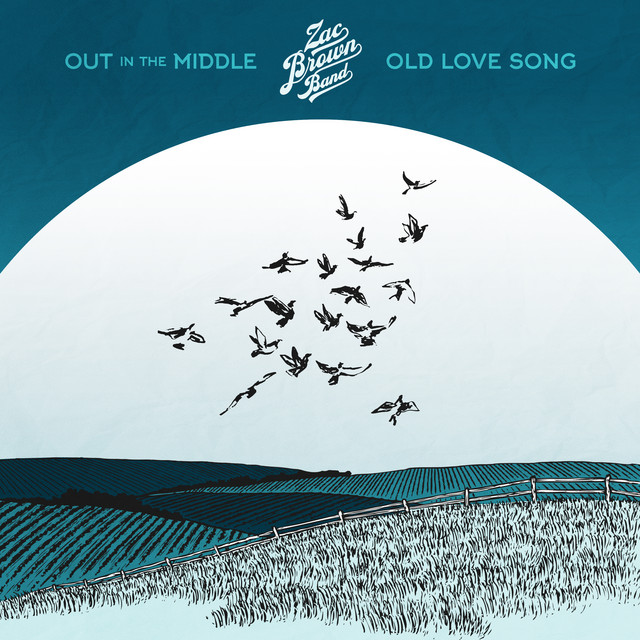 OUT IN THE MIDDLE
Zac
Brown
Band
OLD LOVE SONG